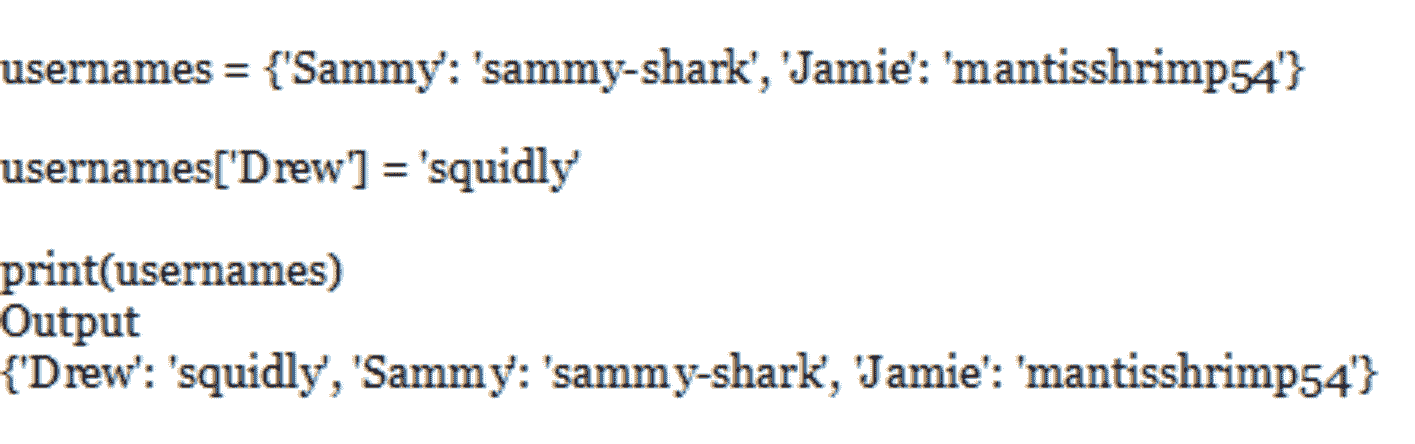 usernames = {'Sammy': 'sammy-shark', 'Jamie': 'mantisshrimp54'}
usernames['Drew'] = 'squidly'
print(usernames)
Output
{'Drew': 'squidly', 'Sammy': 'sammy-shark', 'Jamie': 'mantisshrimp54'}